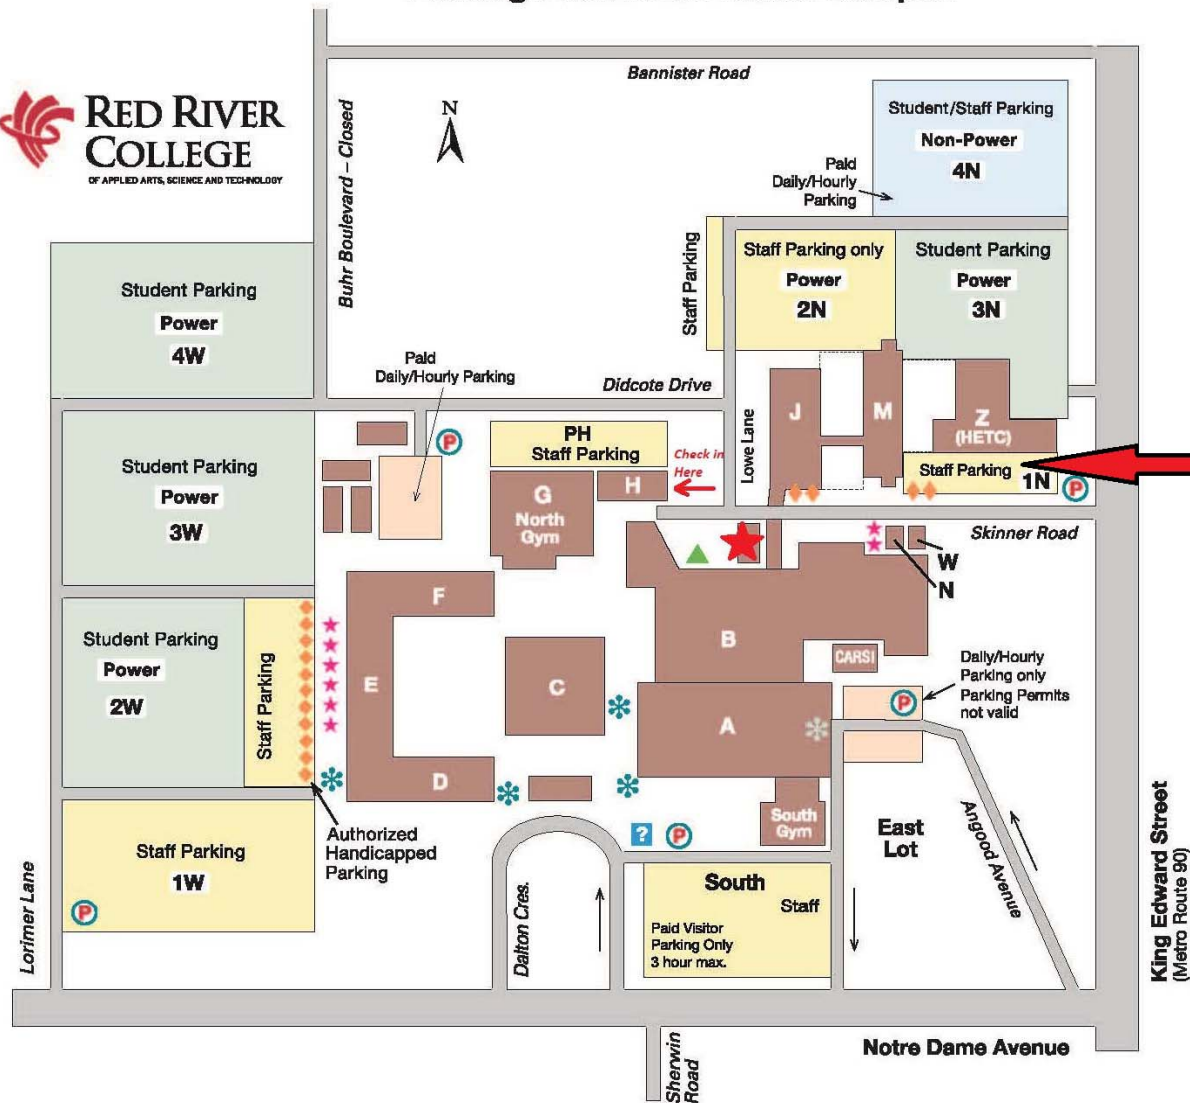 Bannister Road
RED RIVER
COLLEGE
OF APPLIED ARTS, SCIENCE AND TECHNOLOGY
N
Buhr Boulevard – Closed
Student/Staff Parking
Non-Power
4N
Paid
Daily/Hourly
Parking
Staff Parking
Staff Parking only
Power
2N
Student Parking
Power
3N
Student Parking
Power
4W
Paid
Daily/Hourly Parking
Didcote Drive
Lowe Lane
J
M
Z
(HETC)
PH
Staff Parking
Check in
Here
Staff Parking
1N
P
P
Student Parking
Power
3W
G
North
Gym
H
Skinner Road
W
N
F
B
Student Parking
Power
2W
Staff Parking
E
C
CARSI
Daily/Hourly
Parking only
Parking Permits
not valid
P
A
D
South
Gym
Authorized
Handicapped
Parking
?
P
East
Lot
Angood Avenue
King Edward Street
(Metro Route 90)
Staff Parking
1W
P
Lorimer Lane
Dalton Cres.
South
Staff
Paid Visitor
Parking Only
3 hour max.
Notre Dame Avenue
Sherwin
Road